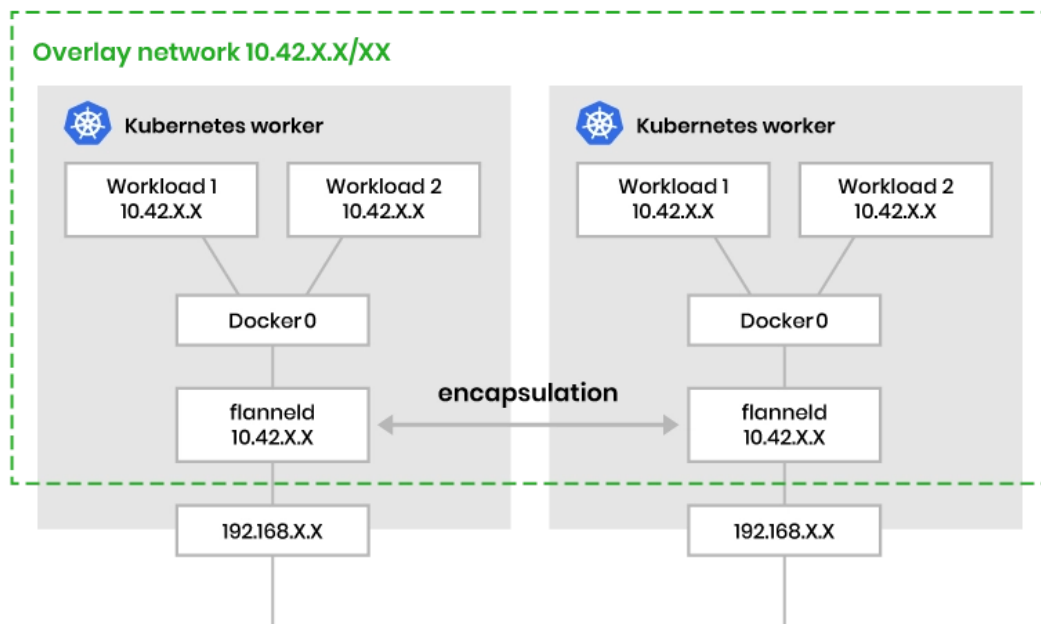 Overlay network 10.42.X.X/XX
Kubernetes worker
Workload 1
10.42.X.X
Workload 2
10.42.X.X
Docker0
flanneld
10.42.X.X
192.168.X.X
encapsulation
Kubernetes worker
Workload 1
10.42.X.X
Workload 2
10.42.X.X
Docker0
flanneld
10.42.X.X
192.168.X.X